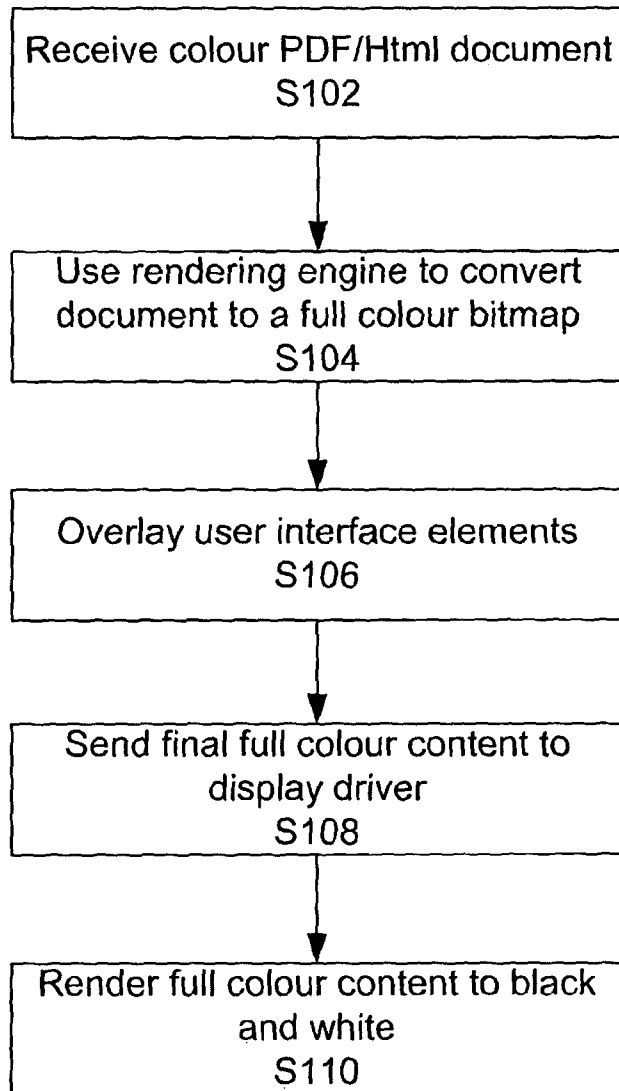 Receive colour PDF/Html document
S102
Use rendering engine to convert
document to a full colour bitmap
S104
Overlay user interface elements
S106
Send final full colour content to
display driver
S108
Render full colour content to black
and white
S110